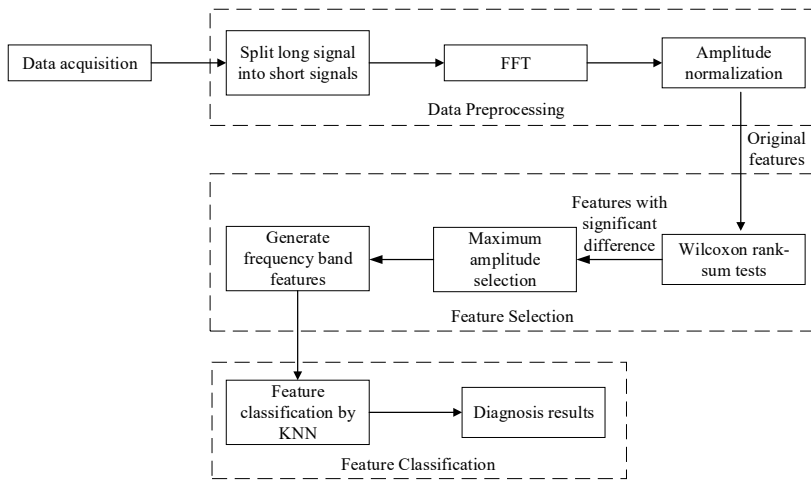 Data acquisition
Split long signal
into short signals
FFT
Amplitude
normalization
Data Preprocessing
Original
features
Features with
significant
difference
Generate
frequency band
features
Maximum
amplitude
selection
Wilcoxon rank-
sum tests
Feature Selection
Feature
classification by
KNN
Diagnosis results
Feature Classification